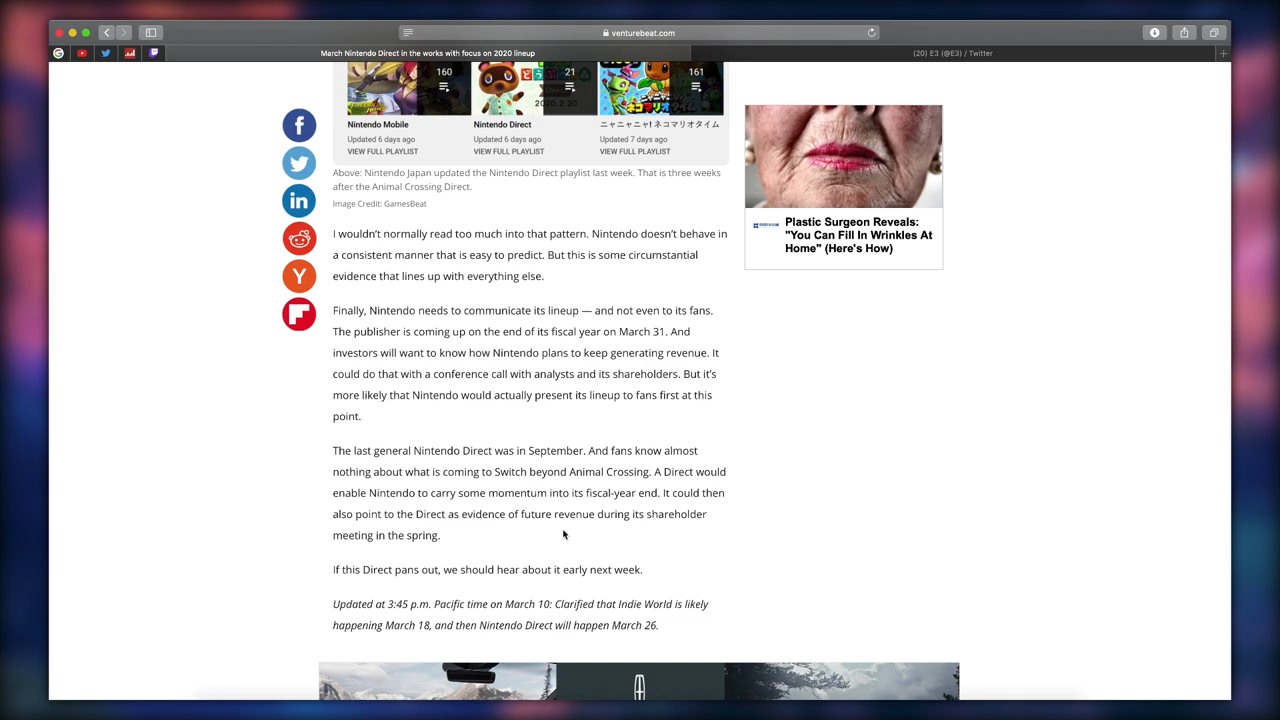 venturebeat.com
March Nintendo Direct in the works with focus on 2020 lineup
(20) E3 (@E3) / Twitter
160
21
161
2020.2.20
Nintendo Mobile
Updated 6 days ago
VIEW FULL PLAYLIST
Nintendo Direct
Updated 6 days ago
VIEW FULL PLAYLIST
ニャニャニャ! ネコマリオタイム
Updated 7 days ago
VIEW FULL PLAYLIST
Above: Nintendo Japan updated the Nintendo Direct playlist last week. That is three weeks
after the Animal Crossing Direct.
Image Credit: GamesBeat
I wouldn't normally read too much into that pattern. Nintendo doesn't behave in
a consistent manner that is easy to predict. But this is some circumstantial
evidence that lines up with everything else.
Finally, Nintendo needs to communicate its lineup — and not even to its fans.
The publisher is coming up on the end of its fiscal year on March 31. And
investors will want to know how Nintendo plans to keep generating revenue. It
could do that with a conference call with analysts and its shareholders. But it's
more likely that Nintendo would actually present its lineup to fans first at this
point.
The last general Nintendo Direct was in September. And fans know almost
nothing about what is coming to Switch beyond Animal Crossing. A Direct would
enable Nintendo to carry some momentum into its fiscal-year end. It could then
also point to the Direct as evidence of future revenue during its shareholder
meeting in the spring.
If this Direct pans out, we should hear about it early next week.
Updated at 3:45 p.m. Pacific time on March 10: Clarified that Indie World is likely
happening March 18, and then Nintendo Direct will happen March 26.
Plastic Surgeon Reveals:
"You Can Fill In Wrinkles At
Home" (Here's How)